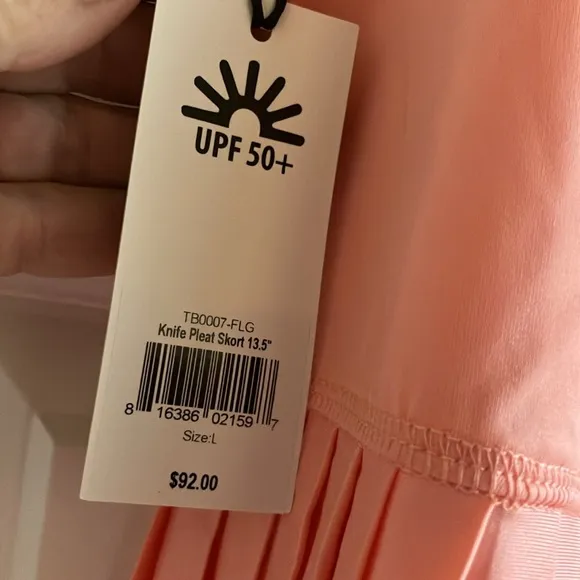 UPF 50+
TB0007-FLG
Knife Pleat Skort 13.5"
8 16386 02159 7
Size:L
$92.00